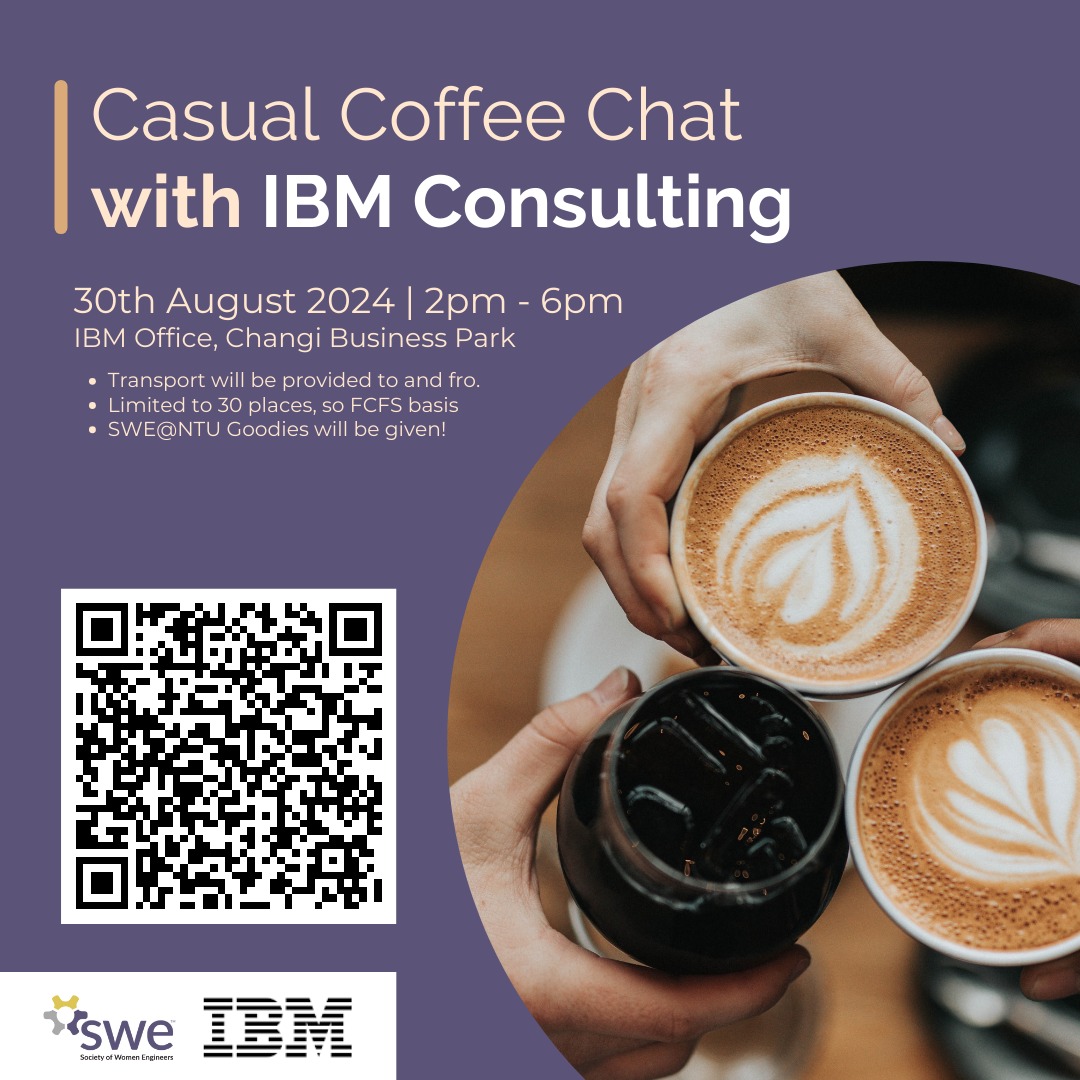 Casual Coffee Chat
with IBM Consulting
30th August 2024 | 2pm - 6pm
IBM Office, Changi Business Park
• Transport will be provided to and fro.
• Limited to 30 places, so FCFS basis
• SWE@NTU Goodies will be given!
swe™
Society of Women Engineers
IBM